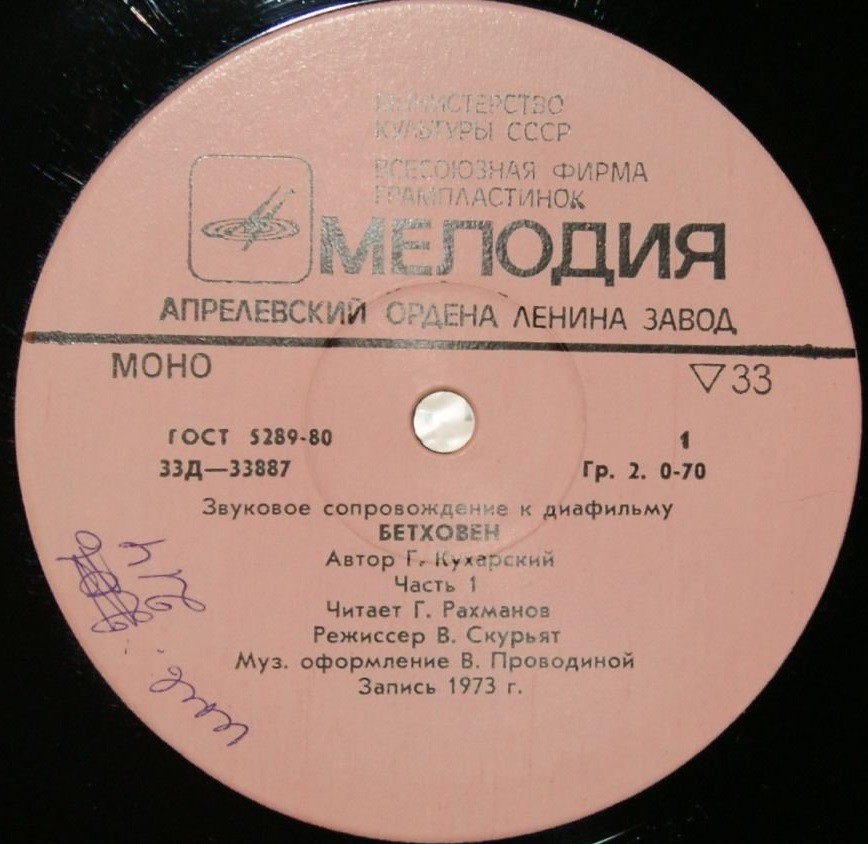 МИНИСТЕРСТВО
КУЛЬТУРЫ СССР
ВСЕСОЮЗНАЯ ФИРМА
ГРАМПЛАСТИНОК
МЕЛОДИЯ
АПРЕЛЕВСКИЙ ОРДЕНА ЛЕНИНА ЗАВОД
МОНО
▽33
ГОСТ 5289-80
1
33Д—33887
Гр. 2. 0-70
Звуковое сопровождение к диафильму
БЕТХОВЕН
Автор Г. Кухарский
Часть 1
Читает Г. Рахманов
Режиссер В. Скурьят
Муз. оформление В. Проводиной
Запись 1973 г.